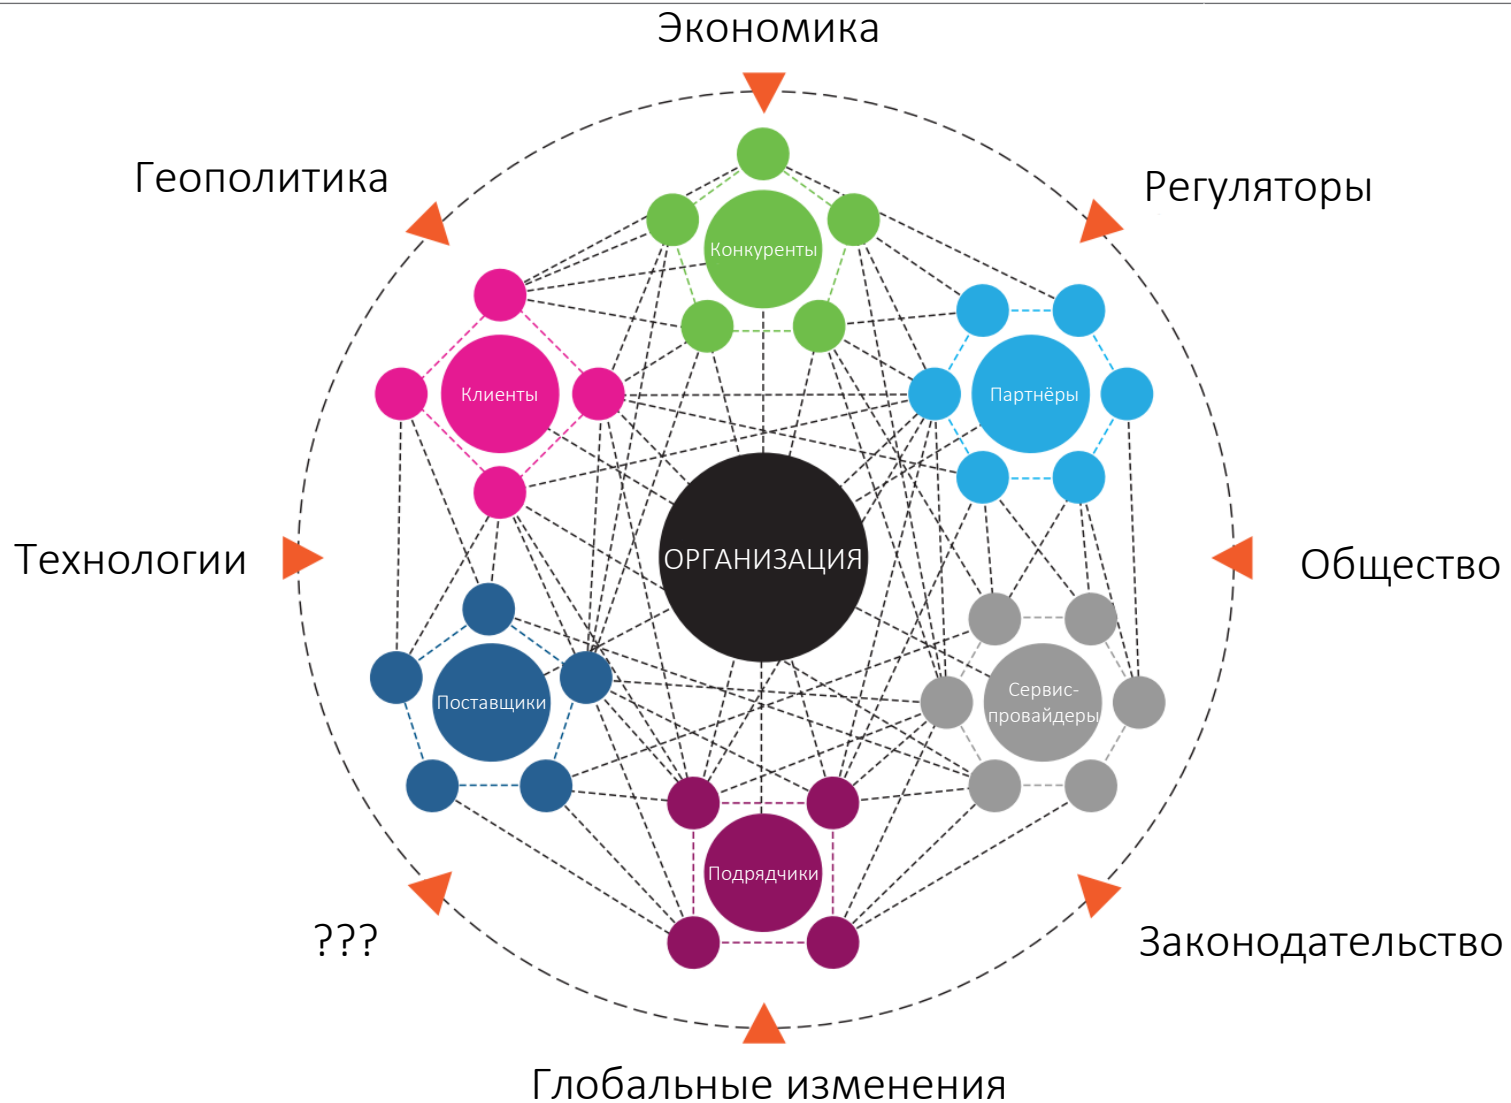 Экономика
Геополитика
Регуляторы
Конкуренты
Клиенты
Партнёры
Технологии
ОРГАНИЗАЦИЯ
Общество
Поставщики
Сервис-
провайдеры
Подрядчики
???
Законодательство
Глобальные изменения